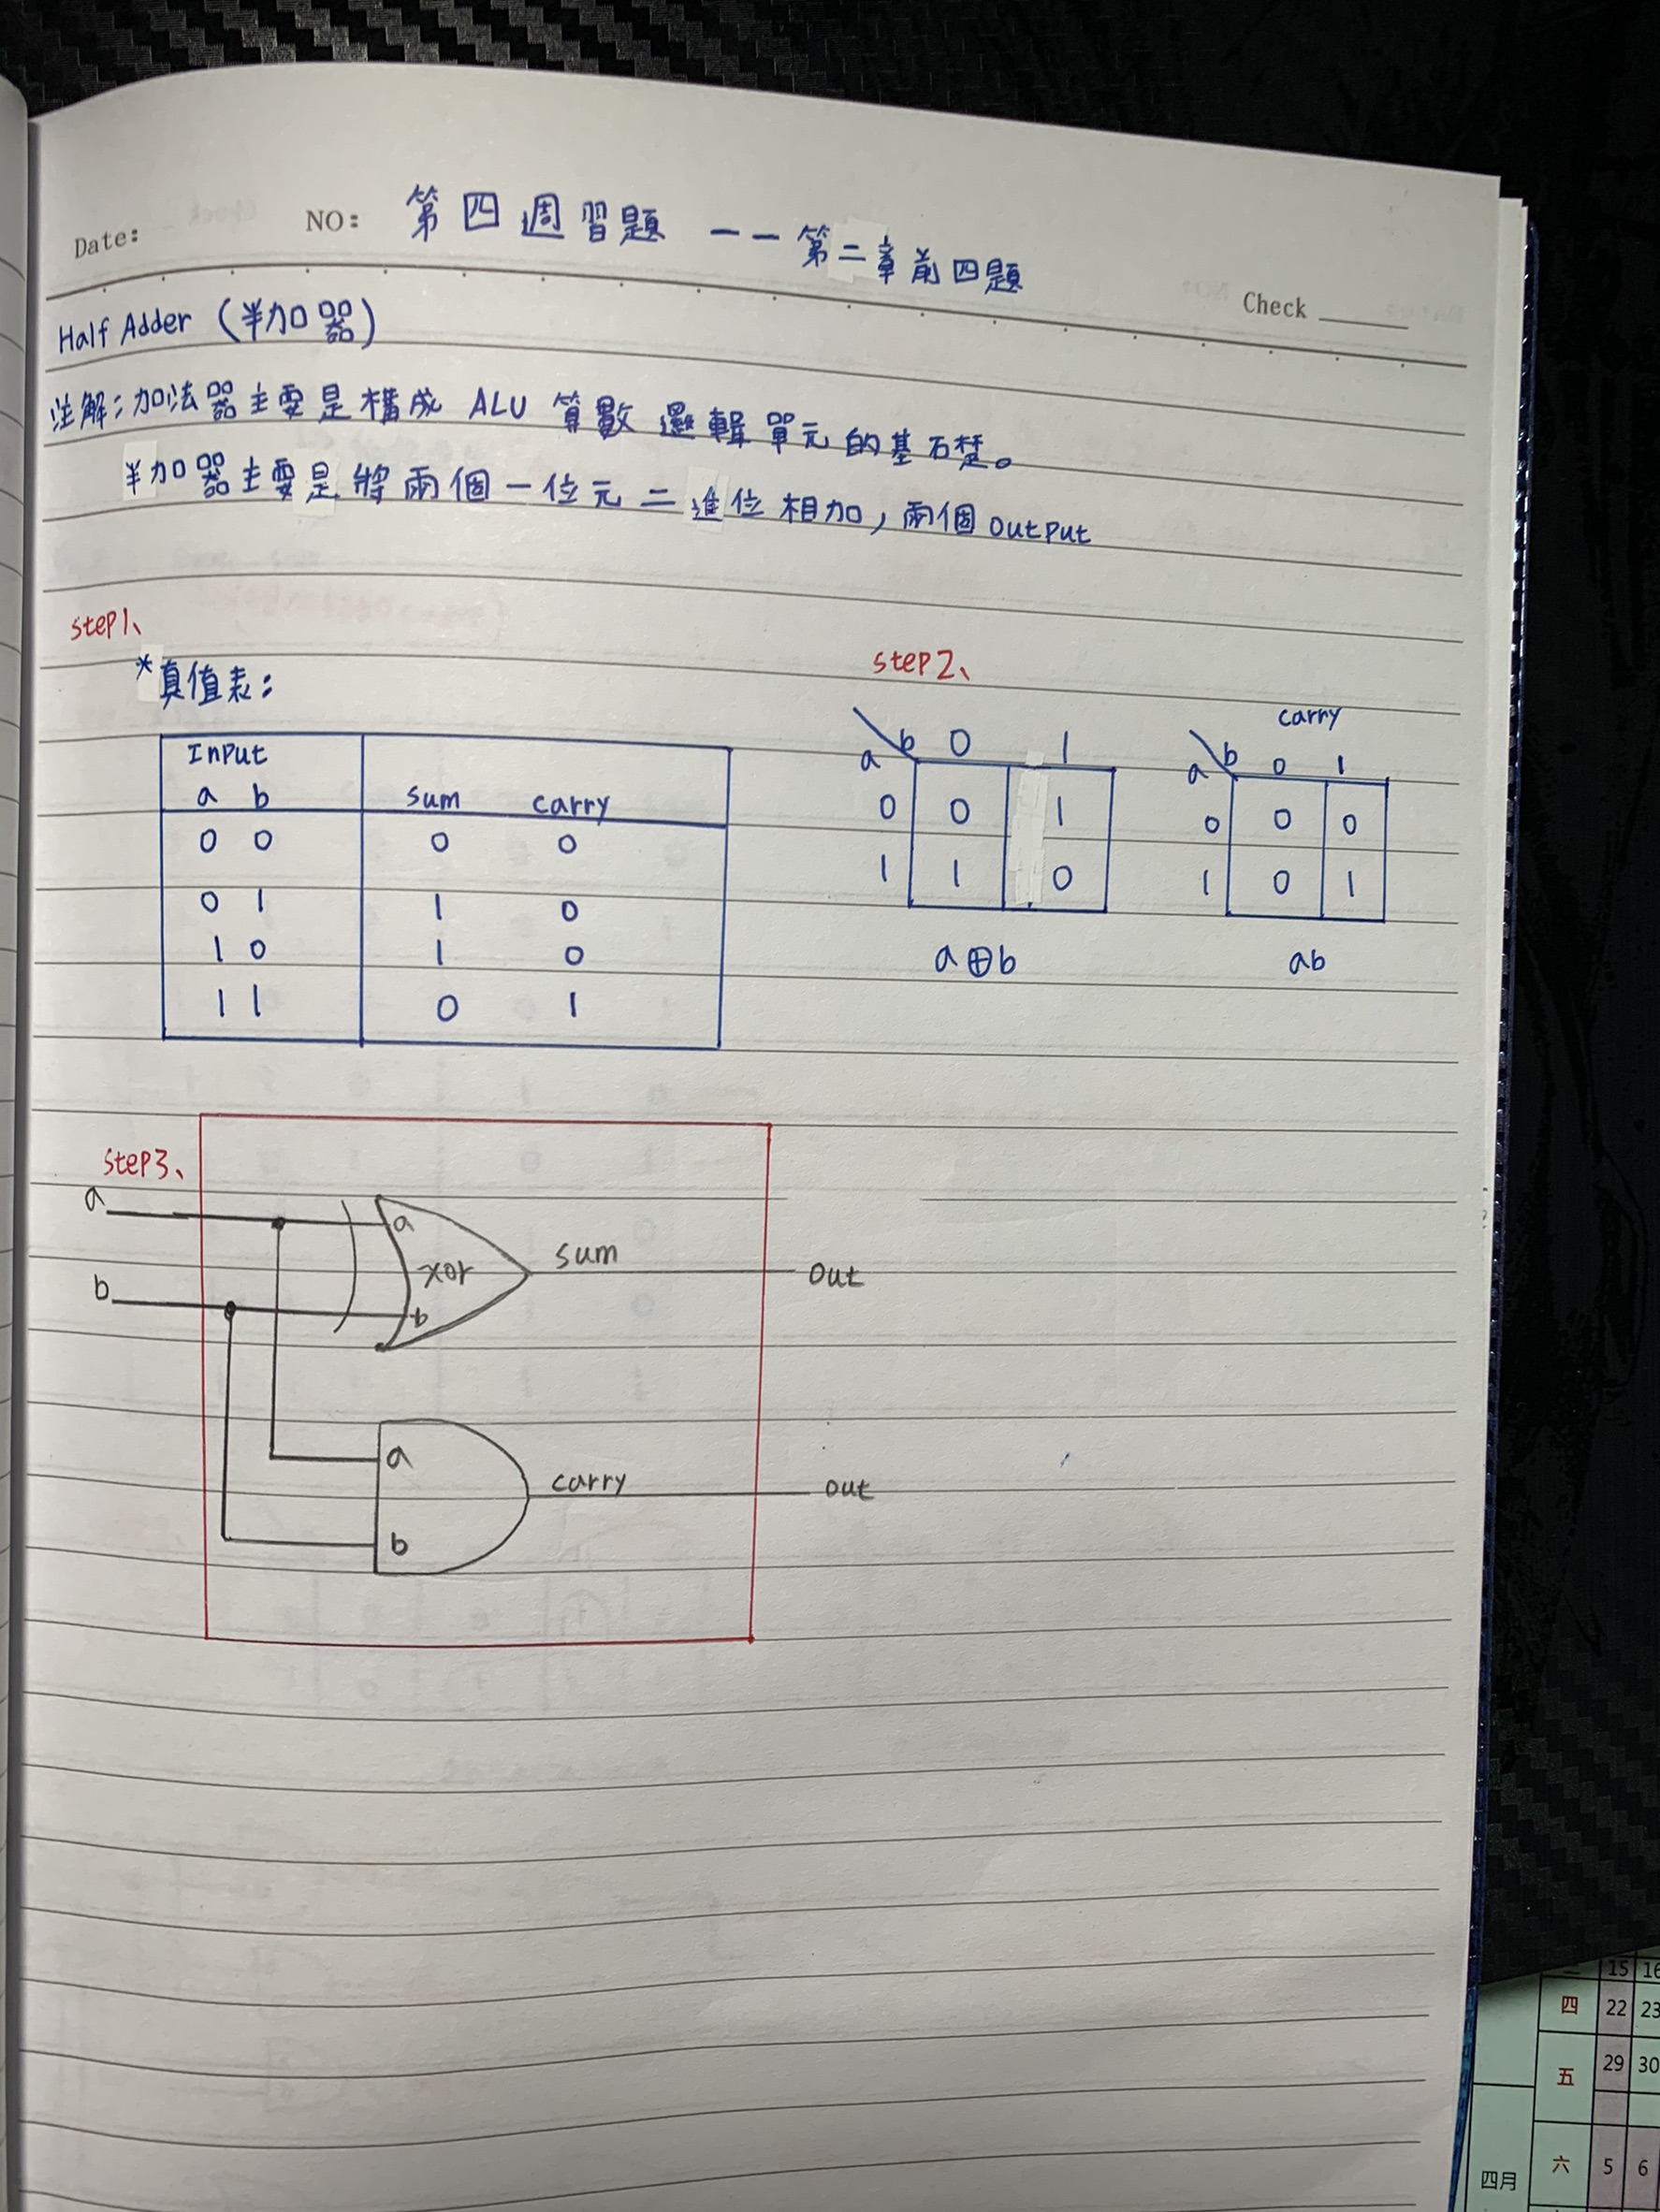 Date:
NO: 第四週習題 -- 第二章前四題
Check
Half Adder (半加器)
注解:加法器主要是構成 ALU 算數邏輯單元的基石楚。
半加器主要是將兩個一位元二進位相加,兩個output
step1、
*真值表:
Input
a b sum carry
0 0 0 0
0 1 1 0
1 0 1 0
1 1 0 1
step2、
a b 0 1
0 0 1
1 1 0
a⊕b
carry
a b 0 1
0 0 0
1 0 1
ab
step3、
a
a
xor
sum
out
b
b
a
carry
out
b
15 16
四 22 23
五 29 30
六 5 6
四月